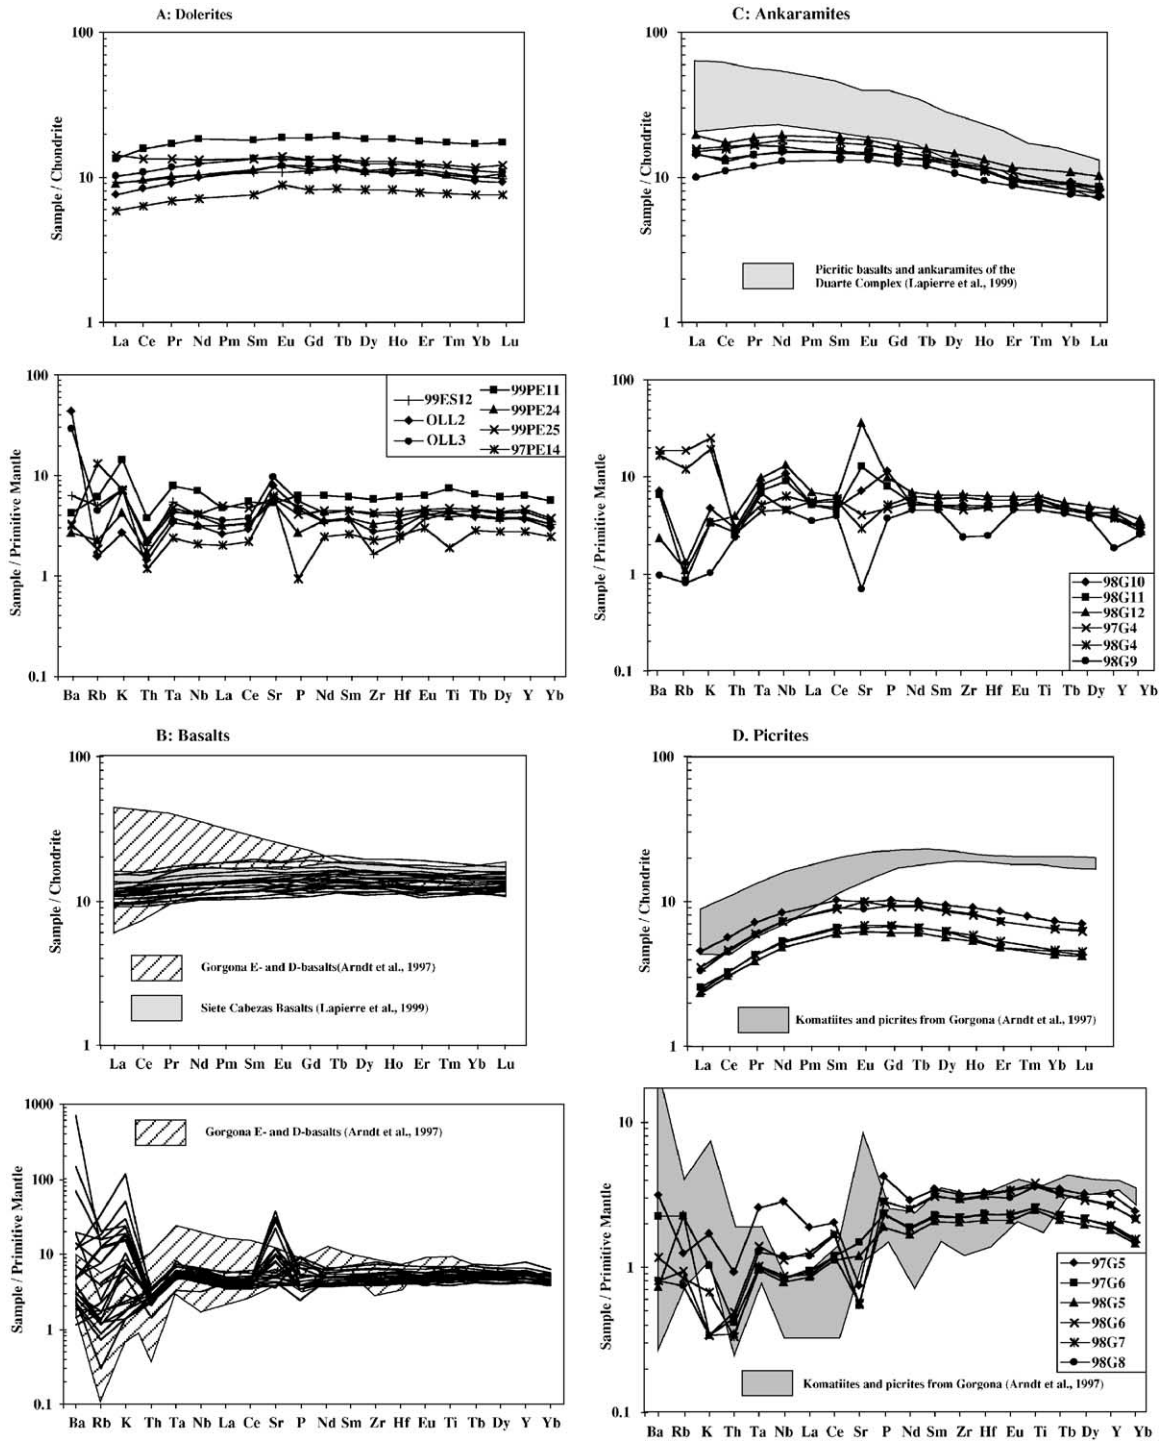 A: Dolerites
100
10
1
Sample / Chondrite
La Ce Pr Nd Pm Sm Eu Gd Tb Dy Ho Er Tm Yb Lu
100
10
1
0.1
Sample / Primitive Mantle
99ES12
OLL2
OLL3
99PE11
99PE24
99PE25
97PE14
Ba Rb K Th Ta Nb La Ce Sr P Nd Sm Zr Hf Eu Ti Tb Dy Y Yb
B: Basalts
100
10
1
Sample / Chondrite
Gorgona E- and D-basalts(Arndt et al., 1997)
Siete Cabezas Basalts (Lapierre et al., 1999)
La Ce Pr Nd Pm Sm Eu Gd Tb Dy Ho Er Tm Yb Lu
1000
100
10
1
0.1
Sample / Primitive Mantle
Gorgona E- and D-basalts (Arndt et al., 1997)
Ba Rb K Th Ta Nb La Ce Sr P Nd Sm Zr Hf Eu Ti Tb Dy Y Yb
C: Ankaramites
100
10
1
Sample / Chondrite
Picritic basalts and ankaramites of the
Duarte Complex (Lapierre et al., 1999)
La Ce Pr Nd Pm Sm Eu Gd Tb Dy Ho Er Tm Yb Lu
100
10
1
0.1
Sample / Primitive Mantle
98G10
98G11
98G12
97G4
98G4
98G9
Ba Rb K Th Ta Nb La Ce Sr P Nd Sm Zr Hf Eu Ti Tb Dy Y Yb
D. Picrites
100
10
1
Sample / Chondrite
Komatiites and picrites from Gorgona (Arndt et al., 1997)
La Ce Pr Nd Pm Sm Eu Gd Tb Dy Ho Er Tm Yb Lu
10
1
0.1
Sample / Primitive Mantle
97G5
97G6
98G5
98G6
98G7
98G8
Komatiites and picrites from Gorgona (Arndt et al., 1997)
Ba Rb K Th Ta Nb La Ce Sr P Nd Sm Zr Hf Eu Ti Tb Dy Y Yb